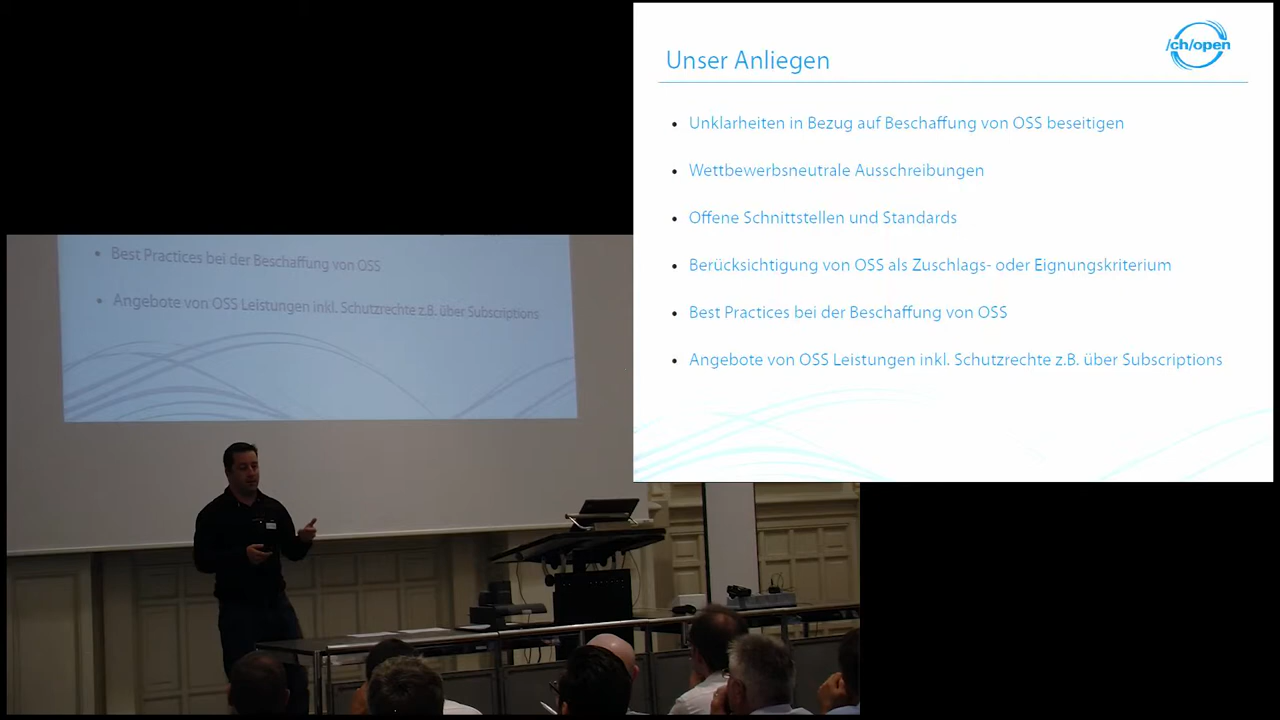 /ch/open
Unser Anliegen
• Unklarheiten in Bezug auf Beschaffung von OSS beseitigen
• Wettbewerbsneutrale Ausschreibungen
• Offene Schnittstellen und Standards
• Berücksichtigung von OSS als Zuschlags- oder Eignungskriterium
• Best Practices bei der Beschaffung von OSS
• Angebote von OSS Leistungen inkl. Schutzrechte z.B. über Subscriptions
• Best Practices bei der Beschaffung von OSS
• Angebote von OSS Leistungen inkl. Schutzrechte z.B. über Subscriptions